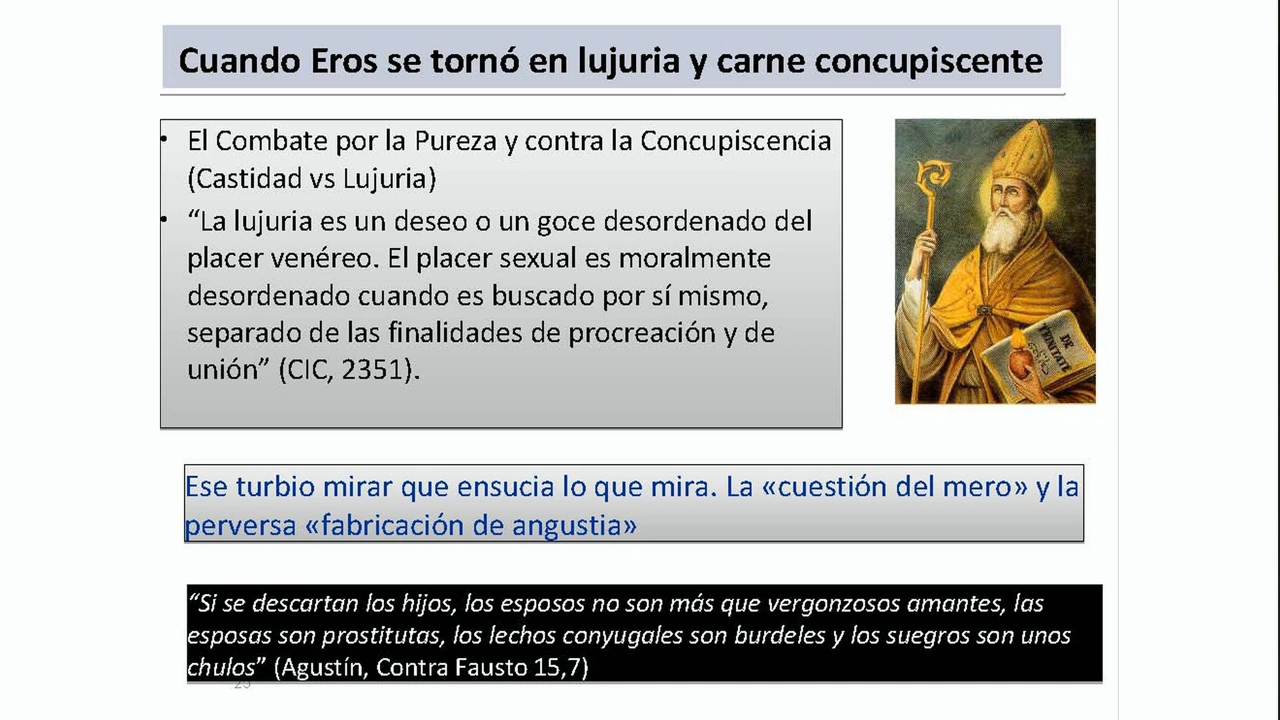 Cuando Eros se tornó en lujuria y carne concupiscente
• El Combate por la Pureza y contra la Concupiscencia
(Castidad vs Lujuria)
• “La lujuria es un deseo o un goce desordenado del
placer venéreo. El placer sexual es moralmente
desordenado cuando es buscado por sí mismo,
separado de las finalidades de procreación y de
unión” (CIC, 2351).
DE
TRINITATE
Ese turbio mirar que ensucia lo que mira. La «cuestión del mero» y la
perversa «fabricación de angustia»
“Si se descartan los hijos, los esposos no son más que vergonzosos amantes, las
esposas son prostitutas, los lechos conyugales son burdeles y los suegros son unos
chulos” (Agustín, Contra Fausto 15,7)